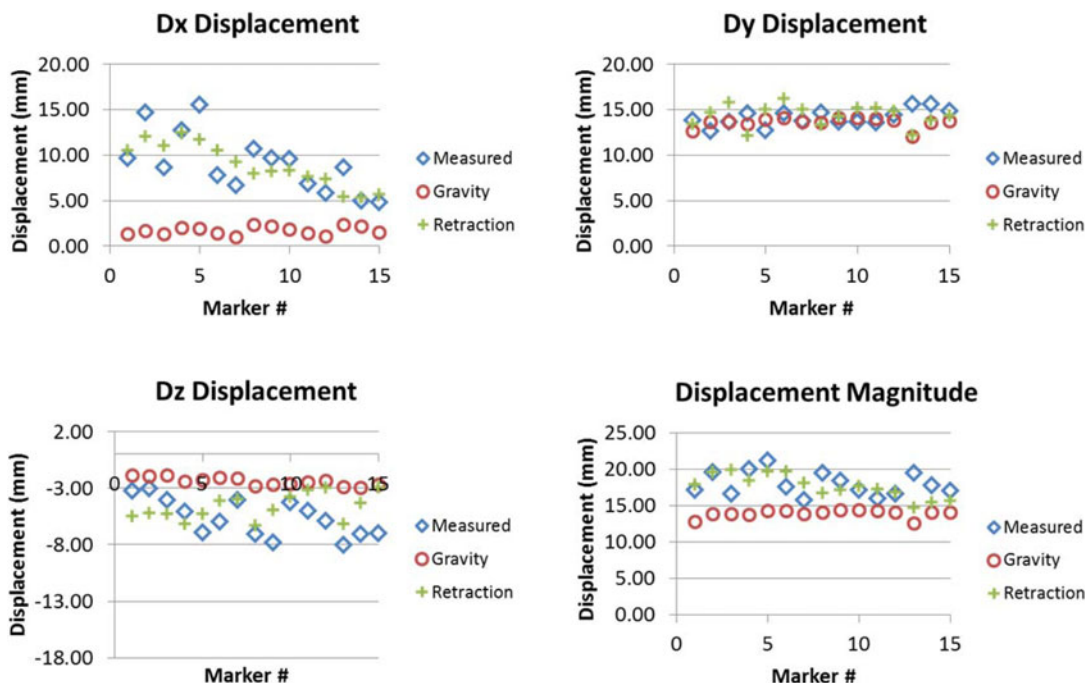 Dx Displacement
Displacement (mm)
20.00
15.00
10.00
5.00
0.00
0 5 10 15
Marker #
Measured
Gravity
Retraction
Dy Displacement
Displacement (mm)
20.00
15.00
10.00
5.00
0.00
0 5 10 15
Marker #
Measured
Gravity
Retraction
Dz Displacement
Displacement (mm)
2.00
-3.00
-8.00
-13.00
-18.00
0 5 10 15
Marker #
Measured
Gravity
Retraction
Displacement Magnitude
Displacement (mm)
25.00
20.00
15.00
10.00
5.00
0.00
0 5 10 15
Marker #
Measured
Gravity
Retraction